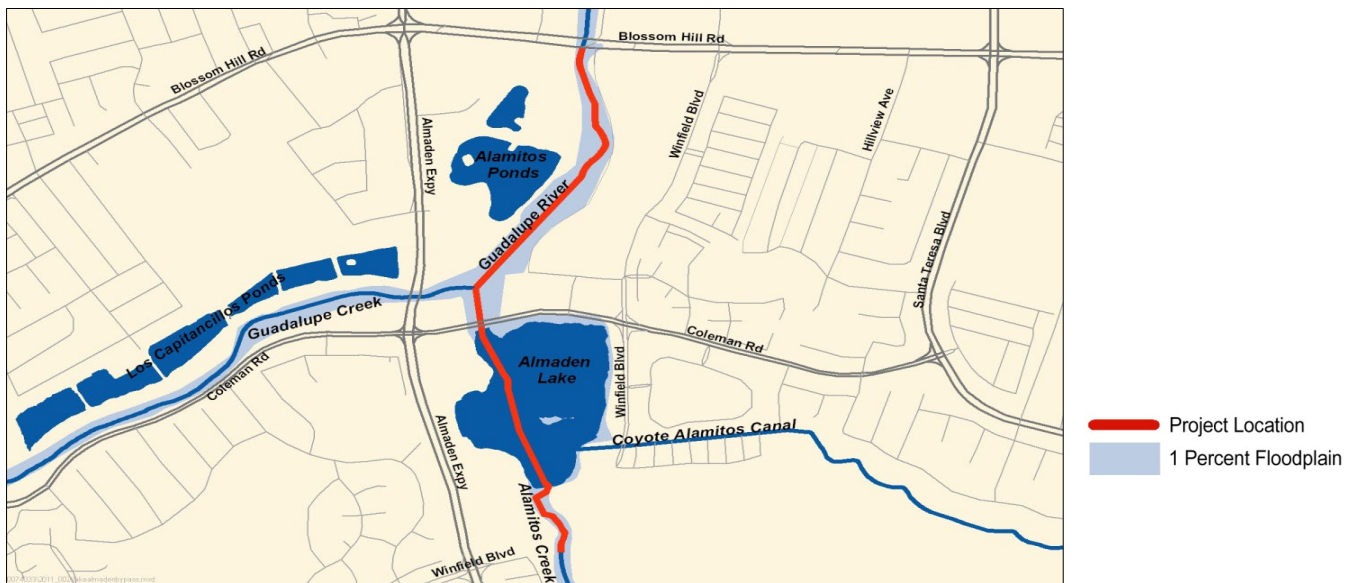 Blossom Hill Rd
Blossom Hill Rd
Almaden Expy
Winfield Blvd
Hillview Ave
Alamitos
Ponds
Guadalupe River
Santa Teresa Blvd
Los Capitancillos Ponds
Guadalupe Creek
Coleman Rd
Coleman Rd
Almaden
Lake
Winfield Blvd
Almaden Expy
Coyote Alamitos Canal
Alamitos Creek
Winfield Blvd
Project Location
1 Percent Floodplain